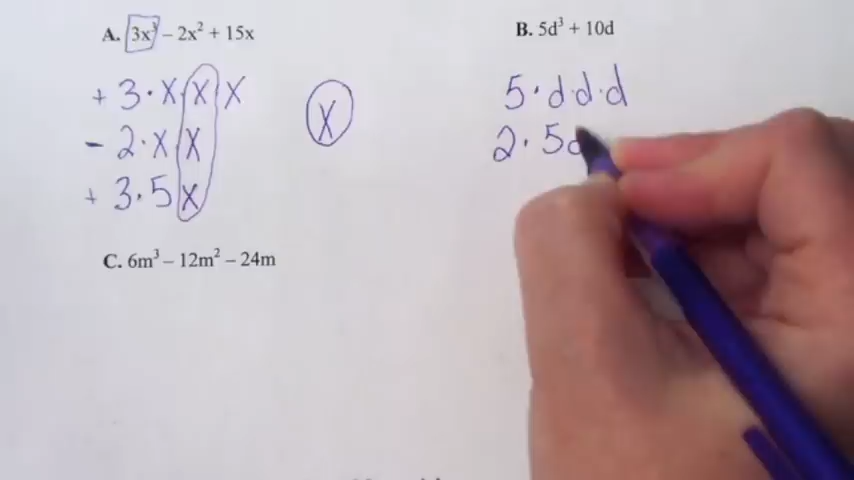 A. 3x³ – 2x² + 15x
+ 3 · x x x
- 2 · x x
+ 3 · 5 x
X
B. 5d³ + 10d
5 · d · d · d
2 · 5d
C. 6m³ – 12m² – 24m